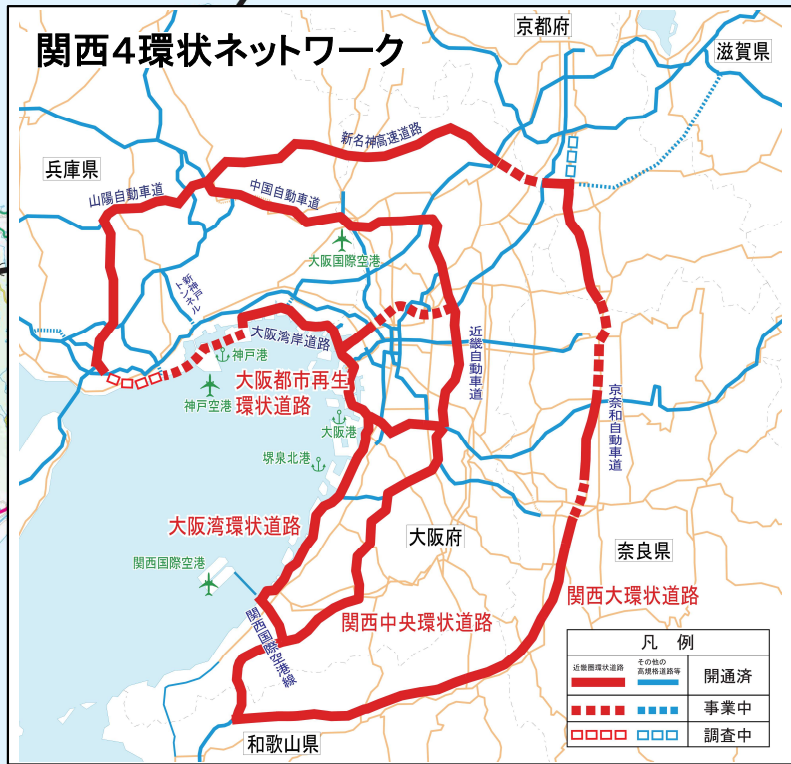 関西4環状ネットワーク
京都府
滋賀県
兵庫県
新名神高速道路
山陽自動車道
中国自動車道
大阪国際空港
新神戸
トンネル
大阪湾岸道路
神戸港
近畿自動車道
大阪都市再生
環状道路
神戸空港
京奈和自動車道
大阪港
堺泉北港
大阪湾環状道路
大阪府
奈良県
関西国際空港
関西大環状道路
関西中央環状道路
関西国際空港線
和歌山県
凡例
近畿圏環状道路
その他の
高規格道路等
開通済
事業中
調査中